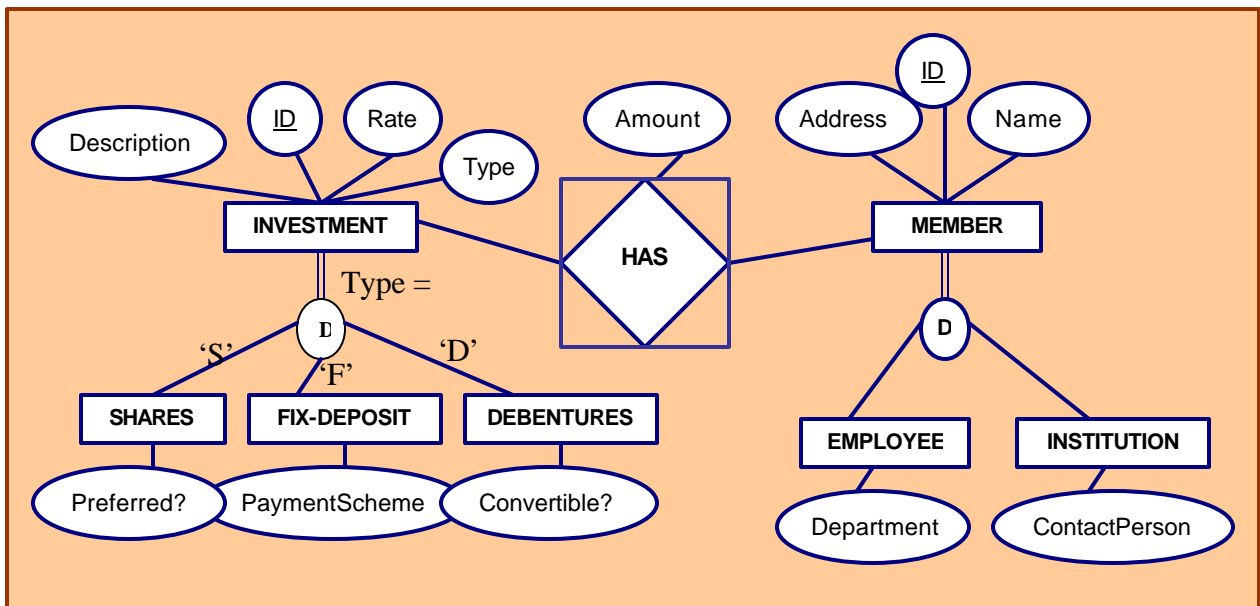 ID
ID
Description
Rate
Amount
Address
Name
Type
INVESTMENT
MEMBER
HAS
Type =
D
D
‘S’
‘F’
‘D’
SHARES
FIX-DEPOSIT
DEBENTURES
EMPLOYEE
INSTITUTION
Preferred?
PaymentScheme
Convertible?
Department
ContactPerson